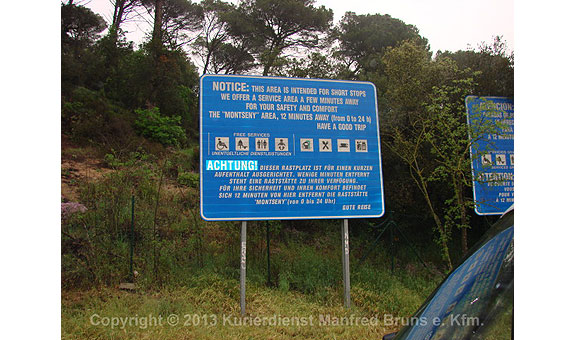 NOTICE: THIS AREA IS INTENDED FOR SHORT STOPS
WE OFFER A SERVICE AREA A FEW MINUTES AWAY
FOR YOUR SAFETY AND COMFORT
THE "MONTSENY" AREA, 12 MINUTES AWAY (from 0 to 24 h)
HAVE A GOOD TRIP
FREE SERVICES
UNENTGELTLICHE DIENSTLEISTUNGEN
ACHTUNG! DIESER RASTPLATZ IST FÜR EINEN KURZEN
AUFENTHALT AUSGERICHTET. WENIGE MINUTEN ENTFERNT
STEHT EINE RASTSTÄTTE ZU IHRER VERFÜGUNG.
FÜR IHRE SICHERHEIT UND IHREN KOMFORT BEFINDET
SICH 12 MINUTEN VON HIER ENTFERNT DIE RASTSTÄTTE
"MONTSENY" (von 0 bis 24 Uhr)
GUTE REISE
ATENCION:
ATTENTION
Copyright © 2013 Kurierdienst Manfred Bruns e. Kfm.